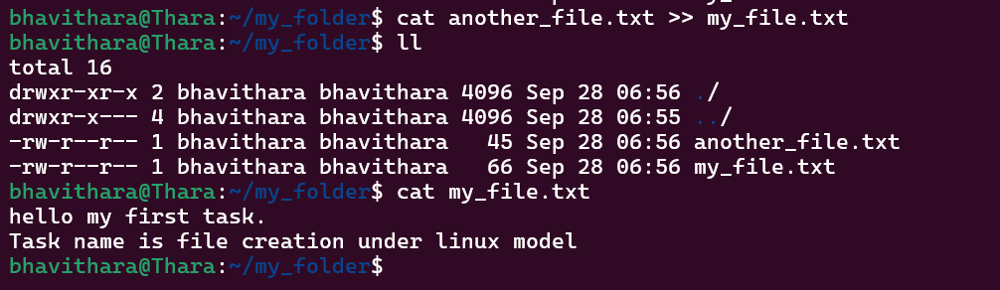 bhavithara@Thara:~/my_folder$ cat another_file.txt >> my_file.txt
bhavithara@Thara:~/my_folder$ ll
total 16
drwxr-xr-x 2 bhavithara bhavithara 4096 Sep 28 06:56 ./
drwxr-x--- 4 bhavithara bhavithara 4096 Sep 28 06:55 ../
-rw-r--r-- 1 bhavithara bhavithara   45 Sep 28 06:56 another_file.txt
-rw-r--r-- 1 bhavithara bhavithara   66 Sep 28 06:56 my_file.txt
bhavithara@Thara:~/my_folder$ cat my_file.txt
hello my first task.
Task name is file creation under linux model
bhavithara@Thara:~/my_folder$